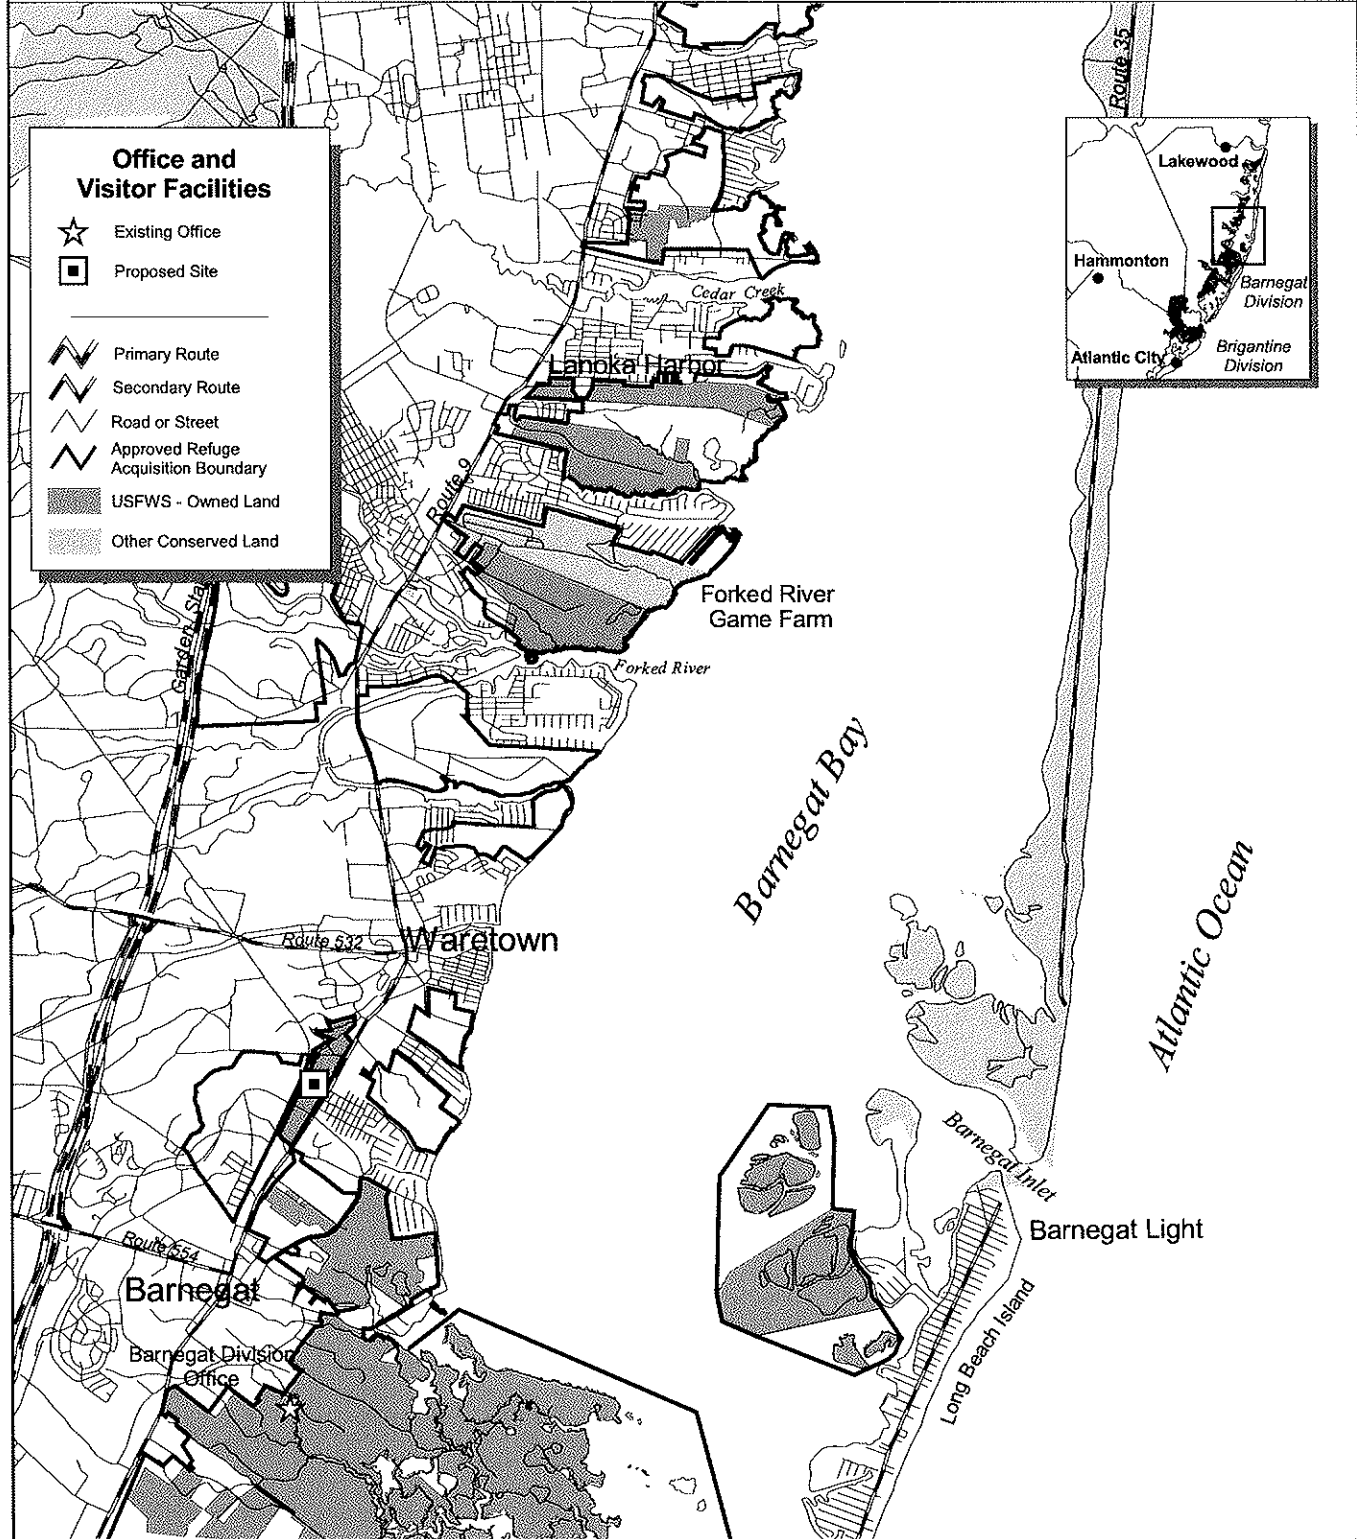 Route 35
Office and
Visitor Facilities
Existing Office
Proposed Site
Primary Route
Secondary Route
Road or Street
Approved Refuge
Acquisition Boundary
USFWS - Owned Land
Other Conserved Land
Lakewood
Hammonton
Barnegat
Division
Atlantic City
Brigantine
Division
Cedar Creek
Lanoka Harbor
Route 9
Forked River
Game Farm
Garden Sta
Forked River
Barnegat Bay
Atlantic Ocean
Route 532
Waretown
Barnegat Inlet
Barnegat Light
Route 554
Barnegat
Long Beach Island
Barnegat Division
Office